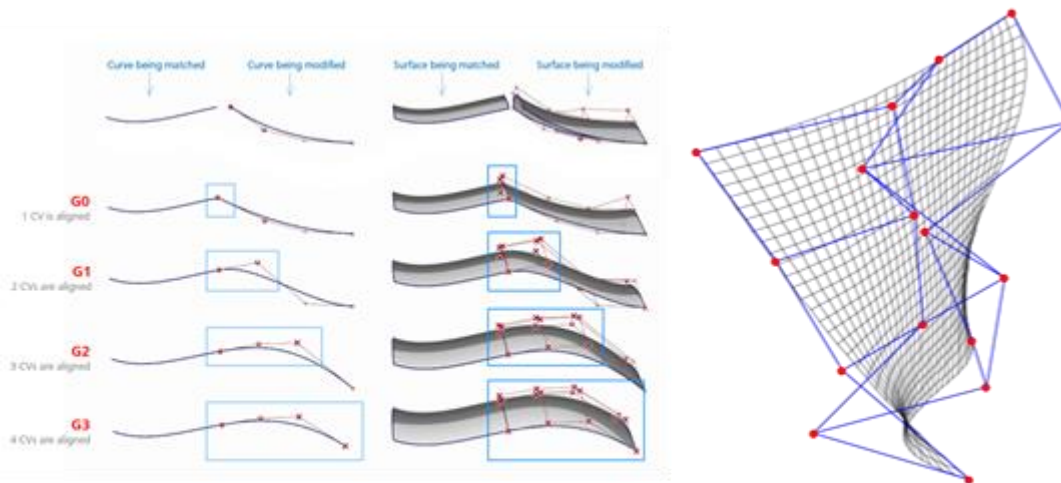 Curve being matched
Curve being modified
Surface being matched
Surface being modified
G0
1 CV is aligned
G1
2 CVs are aligned
G2
3 CVs are aligned
G3
4 CVs are aligned